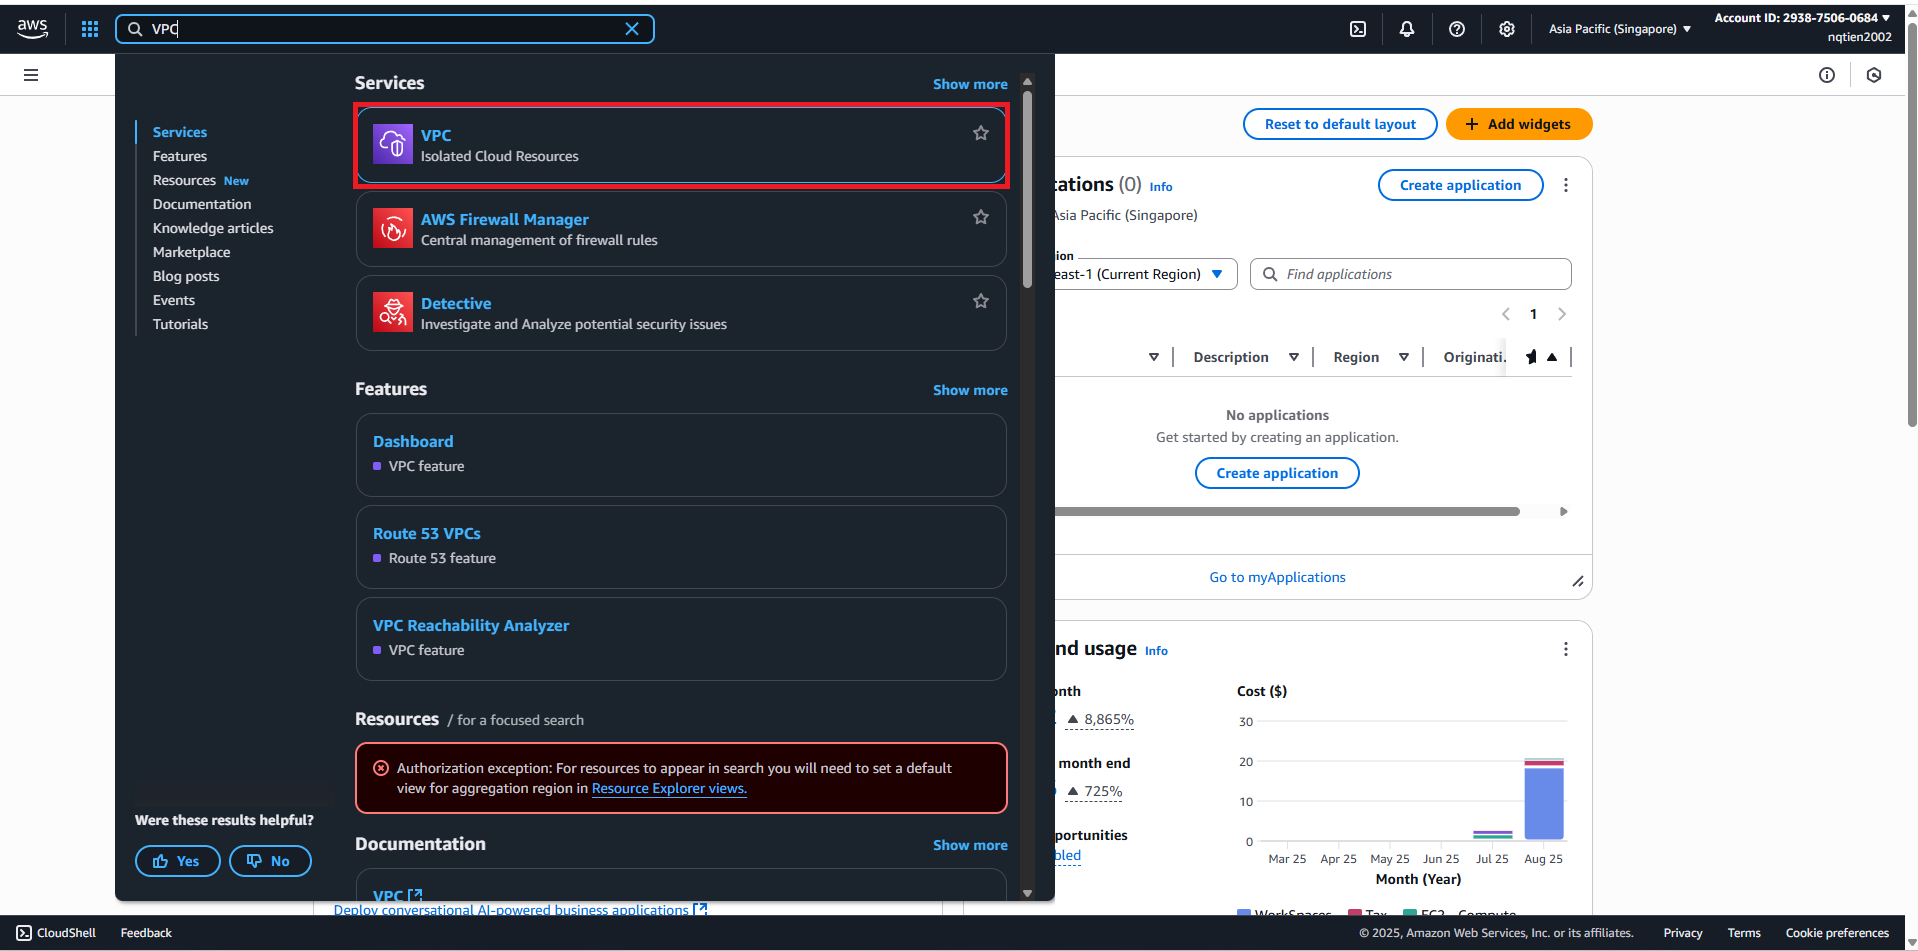 aws
VPC
Asia Pacific (Singapore)
Account ID: 2938-7506-0684
nqtien2002
Services
Features
Resources New
Documentation
Knowledge articles
Marketplace
Blog posts
Events
Tutorials
Were these results helpful?
Yes
No
Services
Show more
VPC
Isolated Cloud Resources
AWS Firewall Manager
Central management of firewall rules
Detective
Investigate and Analyze potential security issues
Features
Show more
Dashboard
VPC feature
Route 53 VPCs
Route 53 feature
VPC Reachability Analyzer
VPC feature
Resources / for a focused search
Authorization exception: For resources to appear in search you will need to set a default
view for aggregation region in Resource Explorer views.
Documentation
Show more
VPC
Deploy conversational AI-powered business applications
Reset to default layout
+ Add widgets
cations (0) Info
Create application
Asia Pacific (Singapore)
ion
east-1 (Current Region)
Find applications
1
Description
Region
Originati.
No applications
Get started by creating an application.
Create application
Go to myApplications
nd usage Info
onth
8,865%
month end
725%
portunities
bled
Cost ($)
30
20
10
0
Mar 25
Apr 25
May 25
Jun 25
Jul 25
Aug 25
Month (Year)
WorkSpaces
Tax
EC2 - Compute
CloudShell
Feedback
© 2025, Amazon Web Services, Inc. or its affiliates.
Privacy
Terms
Cookie preferences